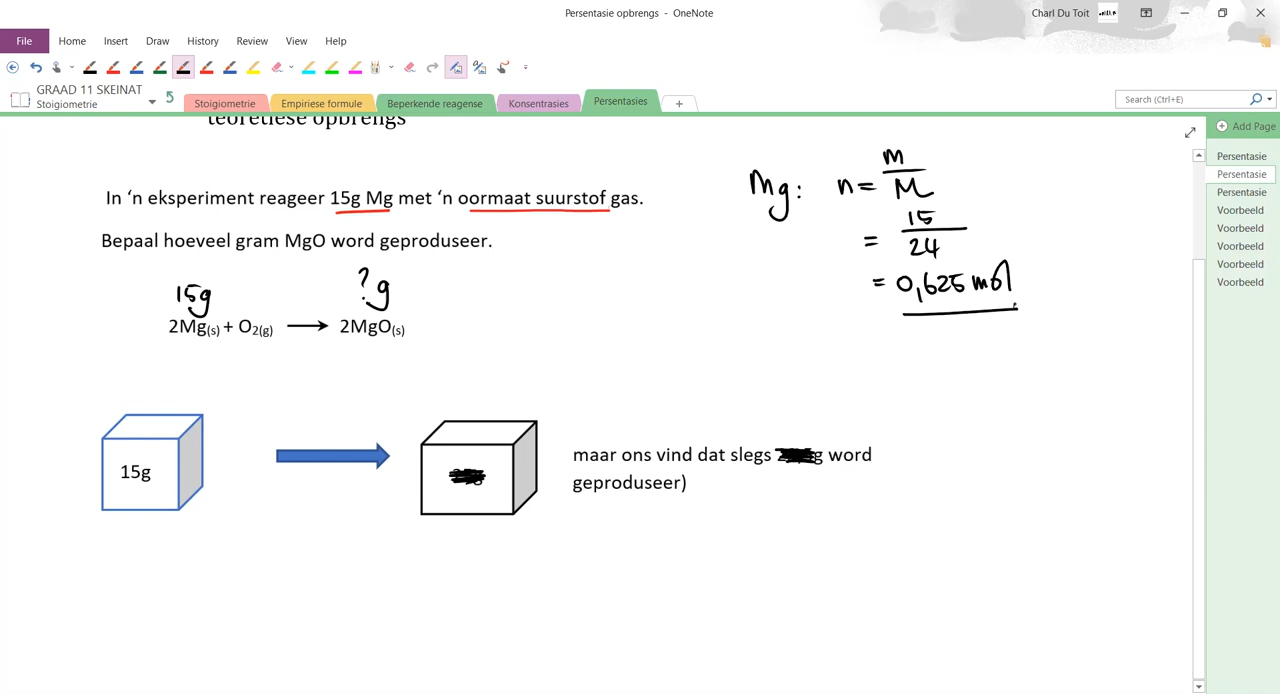 Persentasie opbrengs - OneNote
Charl Du Toit
File Home Insert Draw History Review View Help
GRAAD 11 SKEINAT
Stoigiometrie
Stoigiometrie Empiriese formule Beperkende reagense Konsentrasies Persentasies +
Search (Ctrl+E)
Add Page
Persentasie
Persentasie
Persentasie
Voorbeeld
Voorbeeld
Voorbeeld
Voorbeeld
Voorbeeld
teoretiese opbrengs
In ‘n eksperiment reageer 15g Mg met ‘n oormaat suurstof gas.
Bepaal hoeveel gram MgO word geproduseer.
15g ?g
2Mg(s) + O2(g) → 2MgO(s)
Mg: n = m/M
= 15/24
= 0,625 mol
15g
maar ons vind dat slegs g word
geproduseer)